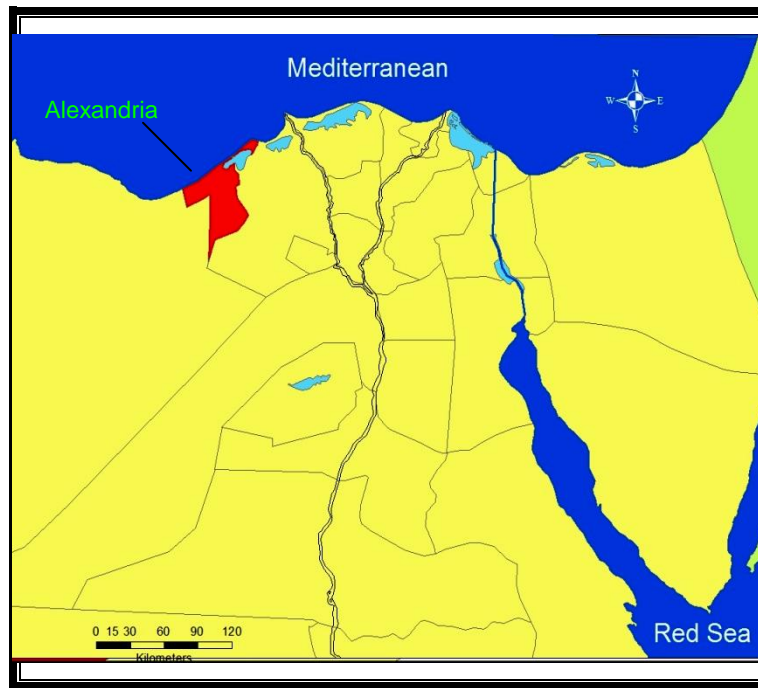 Mediterranean
Alexandria
N
W E
S
0 15 30 60 90 120
Kilometers
Red Sea